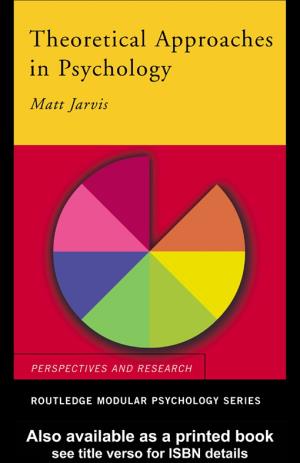 Theoretical Approaches
in Psychology
Matt Jarvis
PERSPECTIVES AND RESEARCH
ROUTLEDGE MODULAR PSYCHOLOGY SERIES
Also available as a printed book
see title verso for ISBN details